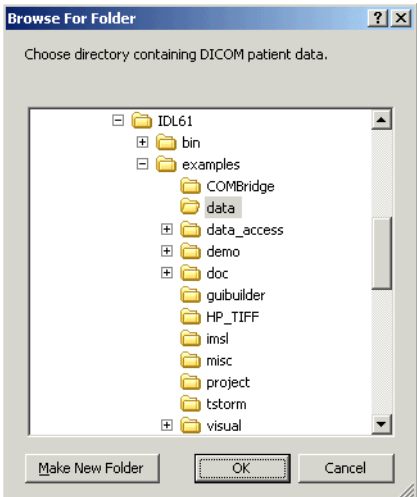 Browse For Folder
Choose directory containing DICOM patient data.
IDL61
bin
examples
COMBridge
data
data_access
demo
doc
guibuilder
HP_TIFF
imsl
misc
project
tstorm
visual
Make New Folder OK Cancel